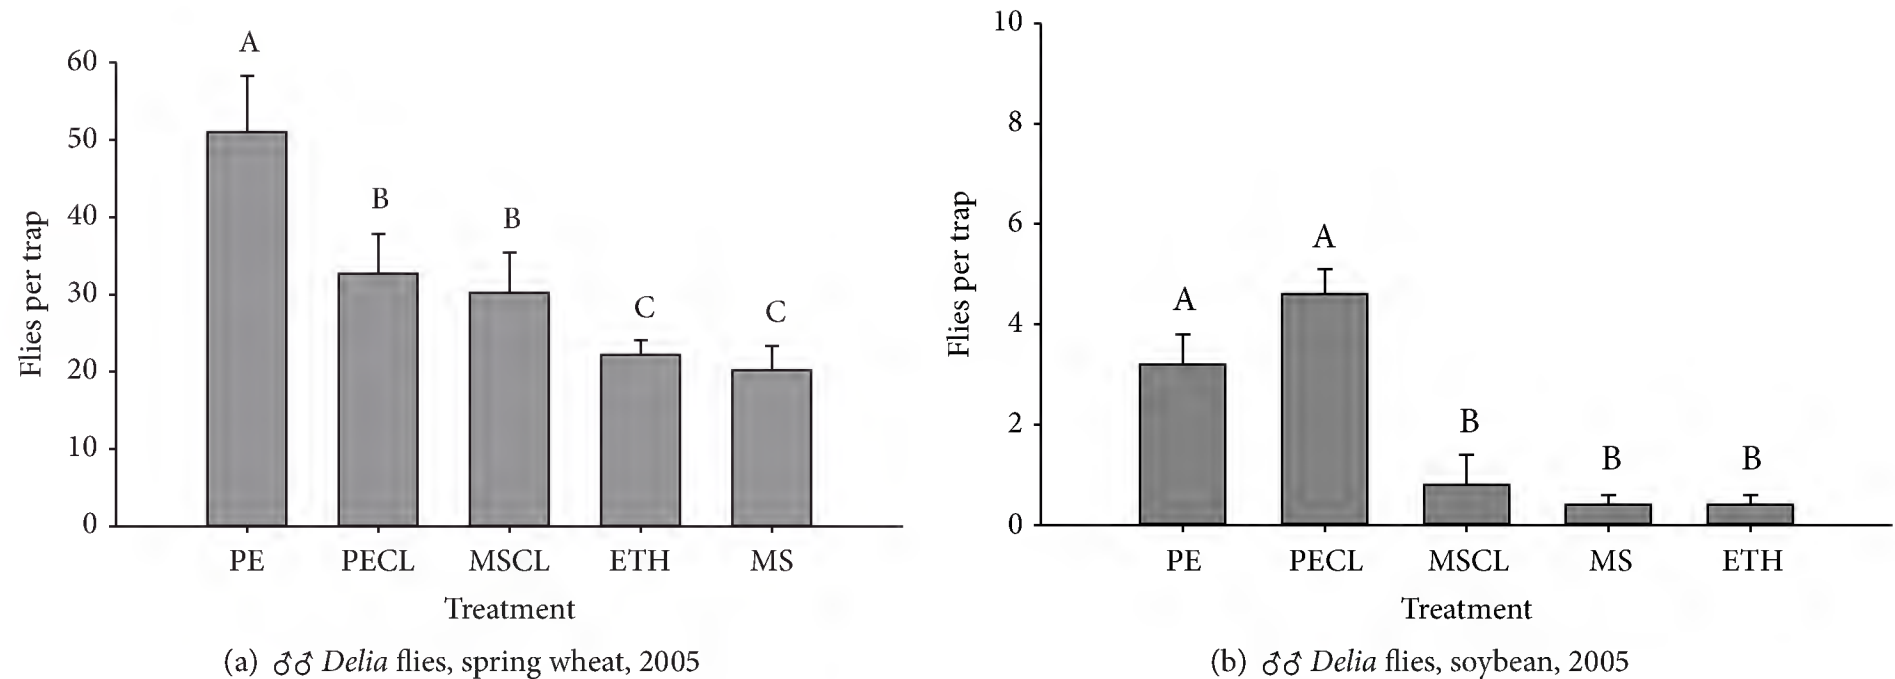 A
B
B
C
C
60
50
40
30
20
10
0
Flies per trap
PE PECL MSCL ETH MS
Treatment
(a) ♂♂ Delia flies, spring wheat, 2005
A
A
B
B
B
10
8
6
4
2
0
Flies per trap
PE PECL MSCL MS ETH
Treatment
(b) ♂♂ Delia flies, soybean, 2005